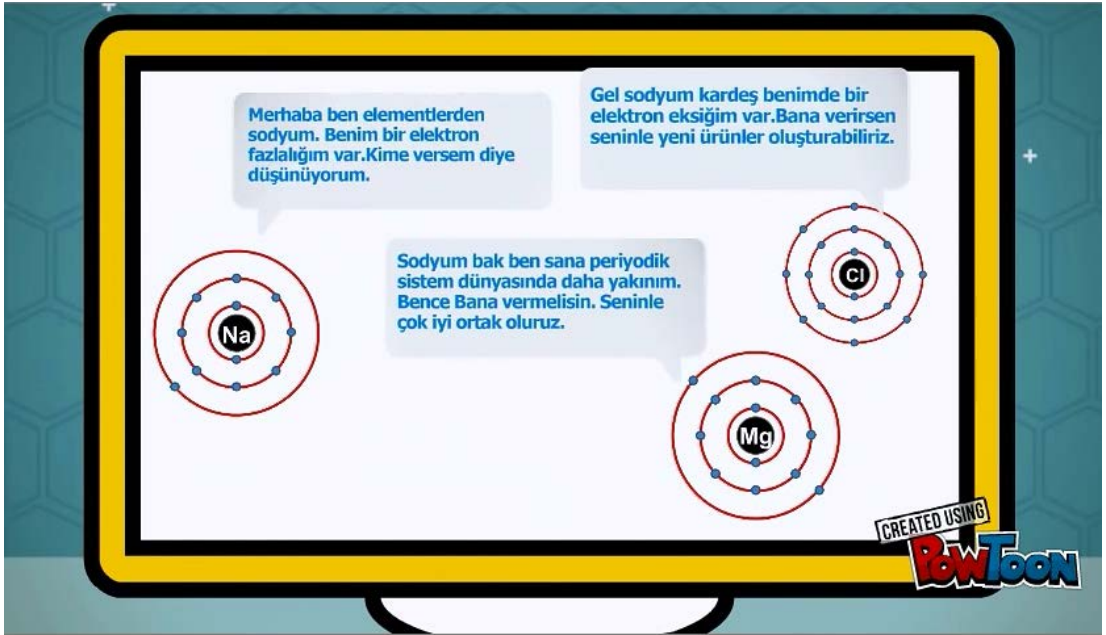 Merhaba ben elementlerden
sodyum. Benim bir elektron
fazlalığım var.Kime versem diye
düşünüyorum.
Gel sodyum kardeş benimde bir
elektron eksiğim var.Bana verirsen
seninle yeni ürünler oluşturabiliriz.
Sodyum bak ben sana periyodik
sistem dünyasında daha yakınım.
Bence Bana vermelisin. Seninle
çok iyi ortak oluruz.
Na
Cl
Mg
CREATED USING
POWTOON